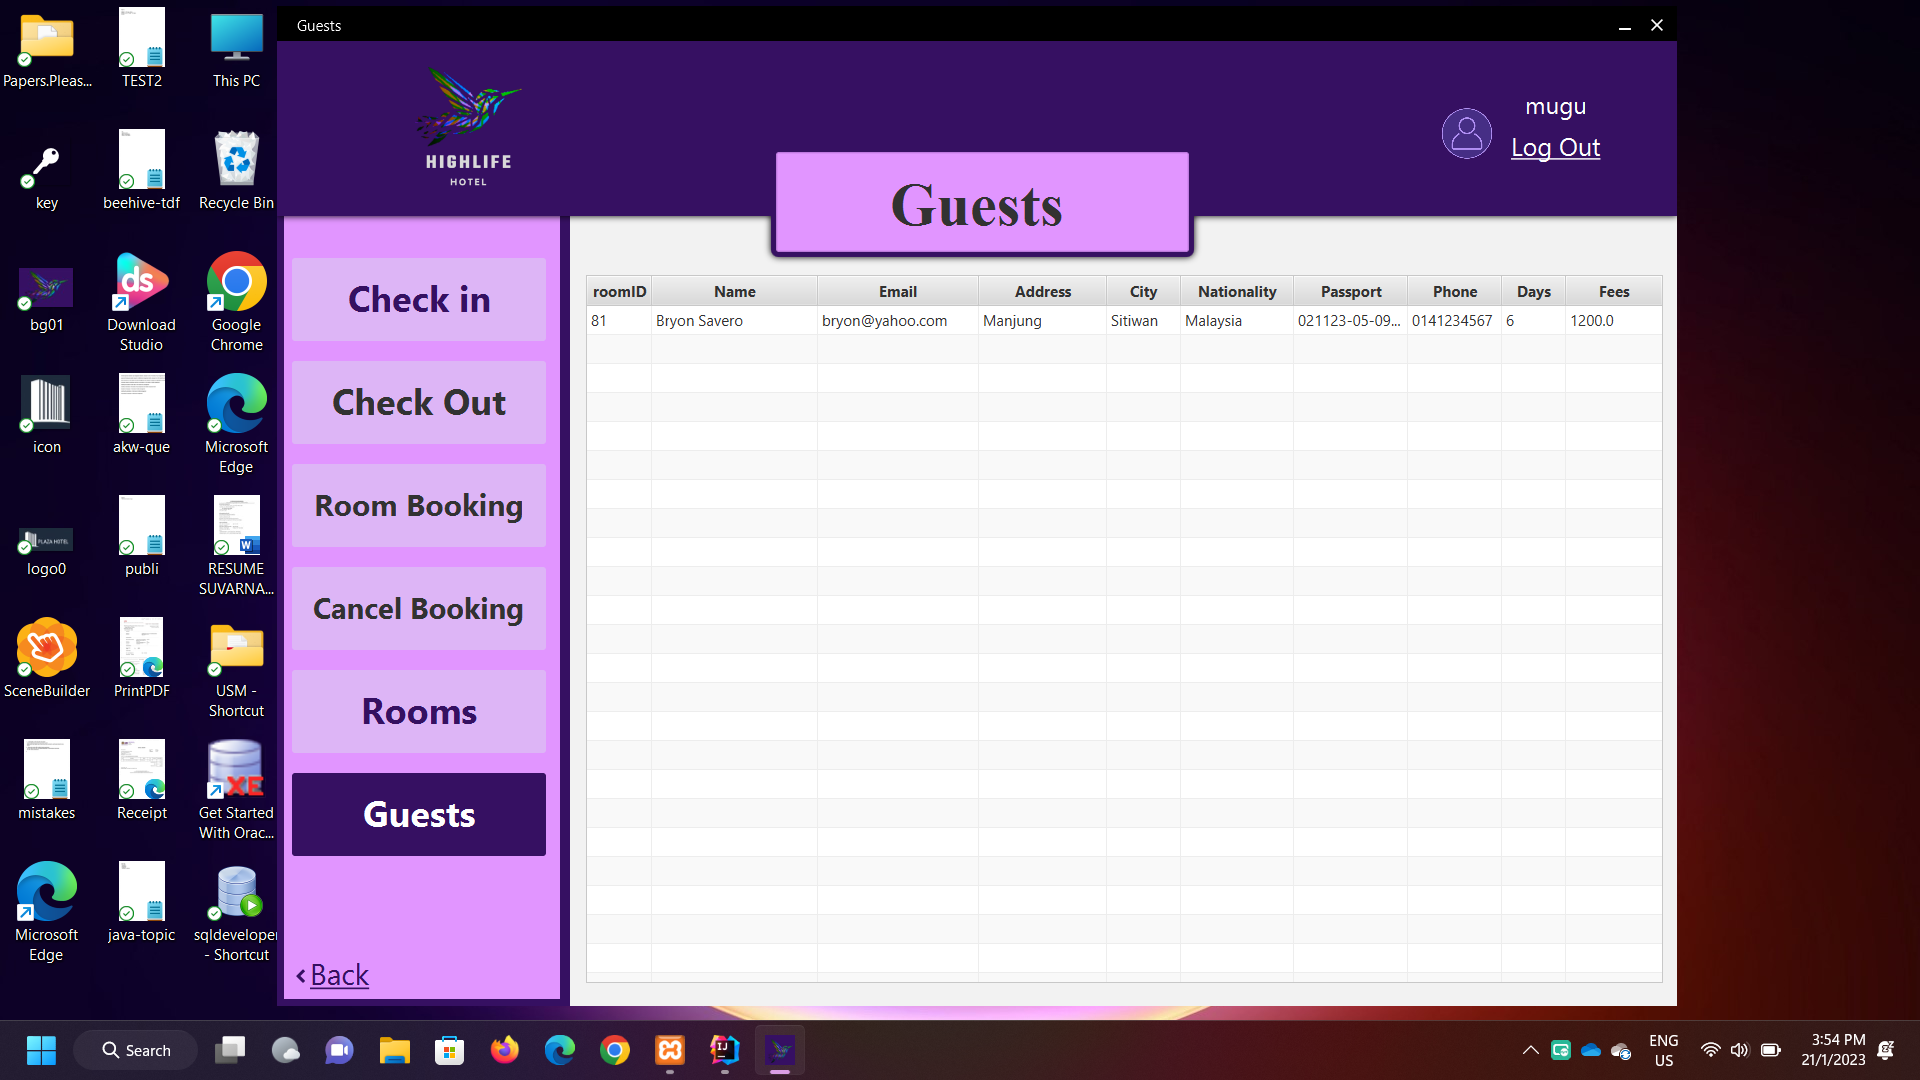 Guests
Papers.Pleas...
TEST2
This PC
key
beehive-tdf
Recycle Bin
bg01
Download Studio
Google Chrome
icon
akw-que
Microsoft Edge
logo0
publi
RESUME SUVARNA...
SceneBuilder
PrintPDF
USM - Shortcut
mistakes
Receipt
Get Started With Orac...
Microsoft Edge
java-topic
sqldeveloper - Shortcut
HIGHLIFE
HOTEL
mugu
Log Out
Guests
Check in
Check Out
Room Booking
Cancel Booking
Rooms
Guests
Back
roomID Name Email Address City Nationality Passport Phone Days Fees
81 Bryon Savero bryon@yahoo.com Manjung Sitiwan Malaysia 021123-05-09... 0141234567 6 1200.0
Search
ENG
US
3:54 PM
21/1/2023